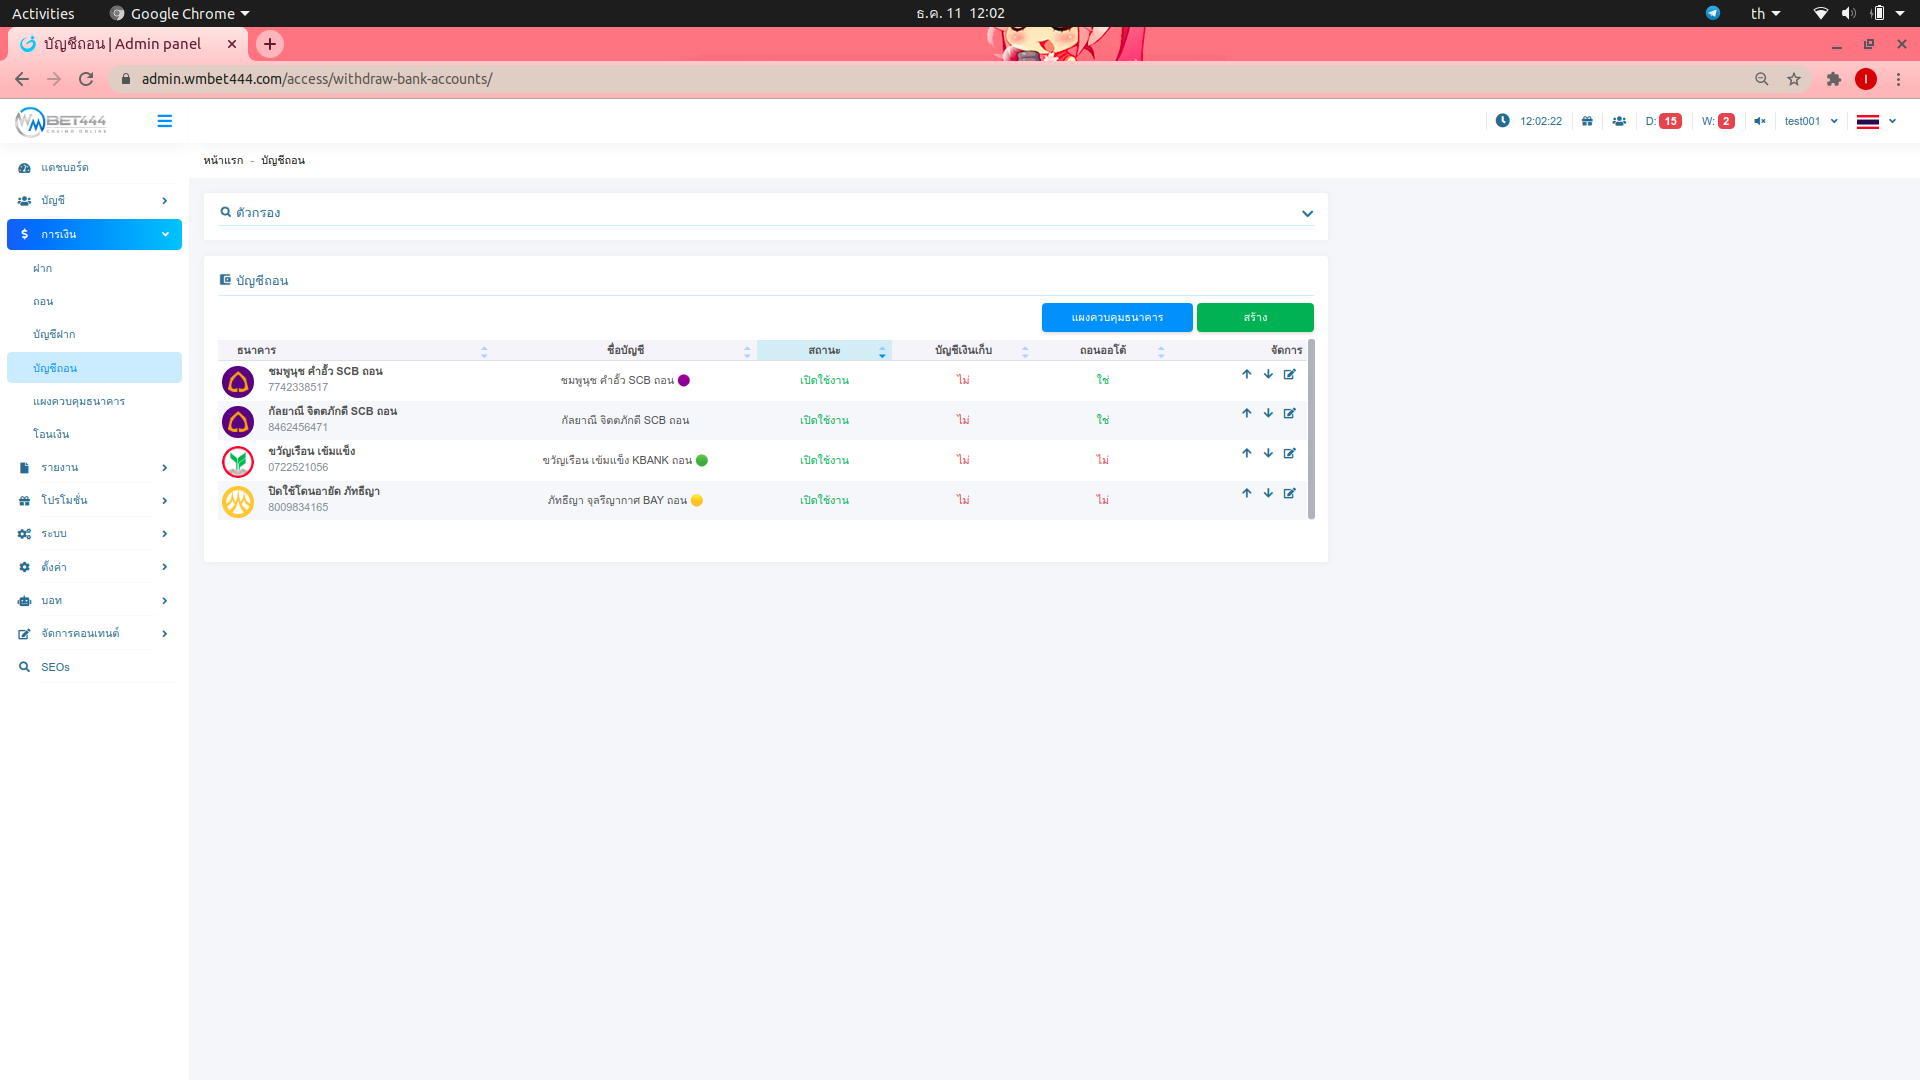 Activities
Google Chrome
ธ.ค. 11 12:02
th
บัญชีถอน | Admin panel
admin.wmbet444.com/access/withdraw-bank-accounts/
I
WM BET444
CASINO ONLINE
12:02:22
D: 15
W: 2
test001
แดชบอร์ด
บัญชี
การเงิน
ฝาก
ถอน
บัญชีฝาก
บัญชีถอน
แผงควบคุมธนาคาร
โอนเงิน
รายงาน
โปรโมชั่น
ระบบ
ตั้งค่า
บอท
จัดการคอนเทนต์
SEOs
หน้าแรก - บัญชีถอน
ตัวกรอง
บัญชีถอน
แผงควบคุมธนาคาร
สร้าง
ธนาคาร ชื่อบัญชี สถานะ บัญชีเงินเก็บ ถอนออโต้ จัดการ
ชมพูนุช คำอั้ว SCB ถอน
7742338517
ชมพูนุช คำอั้ว SCB ถอน เปิดใช้งาน ไม่ ใช่
กัลยาณี จิตตภักดี SCB ถอน
8462456471
กัลยาณี จิตตภักดี SCB ถอน เปิดใช้งาน ไม่ ใช่
ขวัญเรือน เข้มแข็ง
0722521056
ขวัญเรือน เข้มแข็ง KBANK ถอน เปิดใช้งาน ไม่ ไม่
ปิดใช้โดนอายัด ภัทธีญา
8009834165
ภัทธีญา จุลรีญากาศ BAY ถอน เปิดใช้งาน ไม่ ไม่